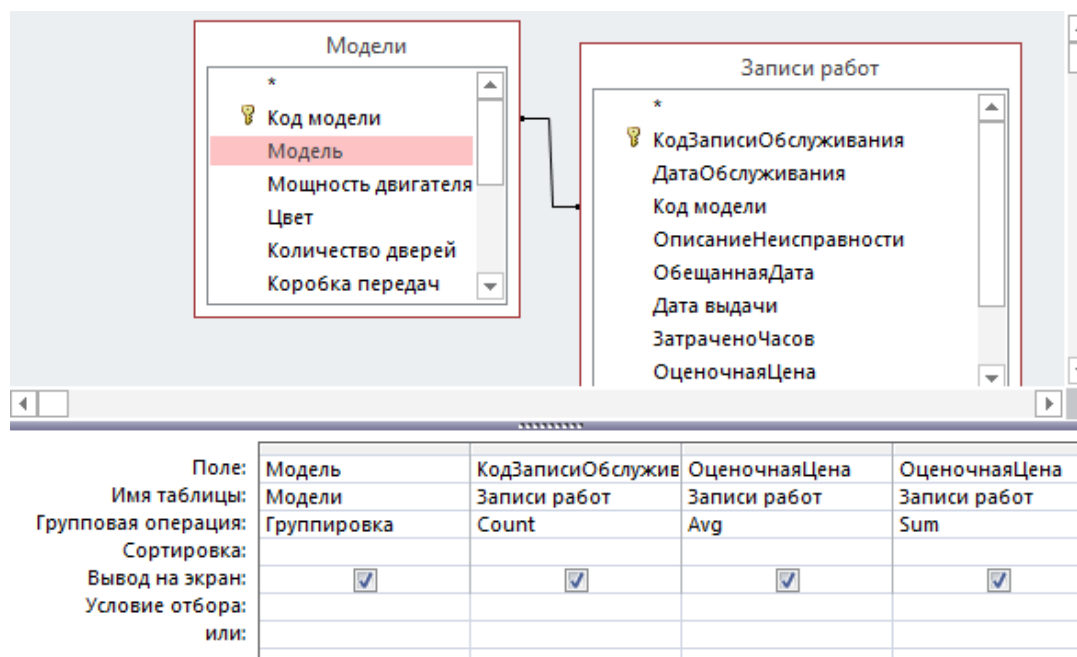 Модели
*
Код модели
Модель
Мощность двигателя
Цвет
Количество дверей
Коробка передач
Записи работ
*
КодЗаписиОбслуживания
ДатаОбслуживания
Код модели
ОписаниеНеисправности
ОбещаннаяДата
Дата выдачи
ЗатраченоЧасов
ОценочнаяЦена
Поле: Модель КодЗаписиОбслужив ОценочнаяЦена ОценочнаяЦена
Имя таблицы: Модели Записи работ Записи работ Записи работ
Групповая операция: Группировка Count Avg Sum
Сортировка:
Вывод на экран:
Условие отбора:
или: